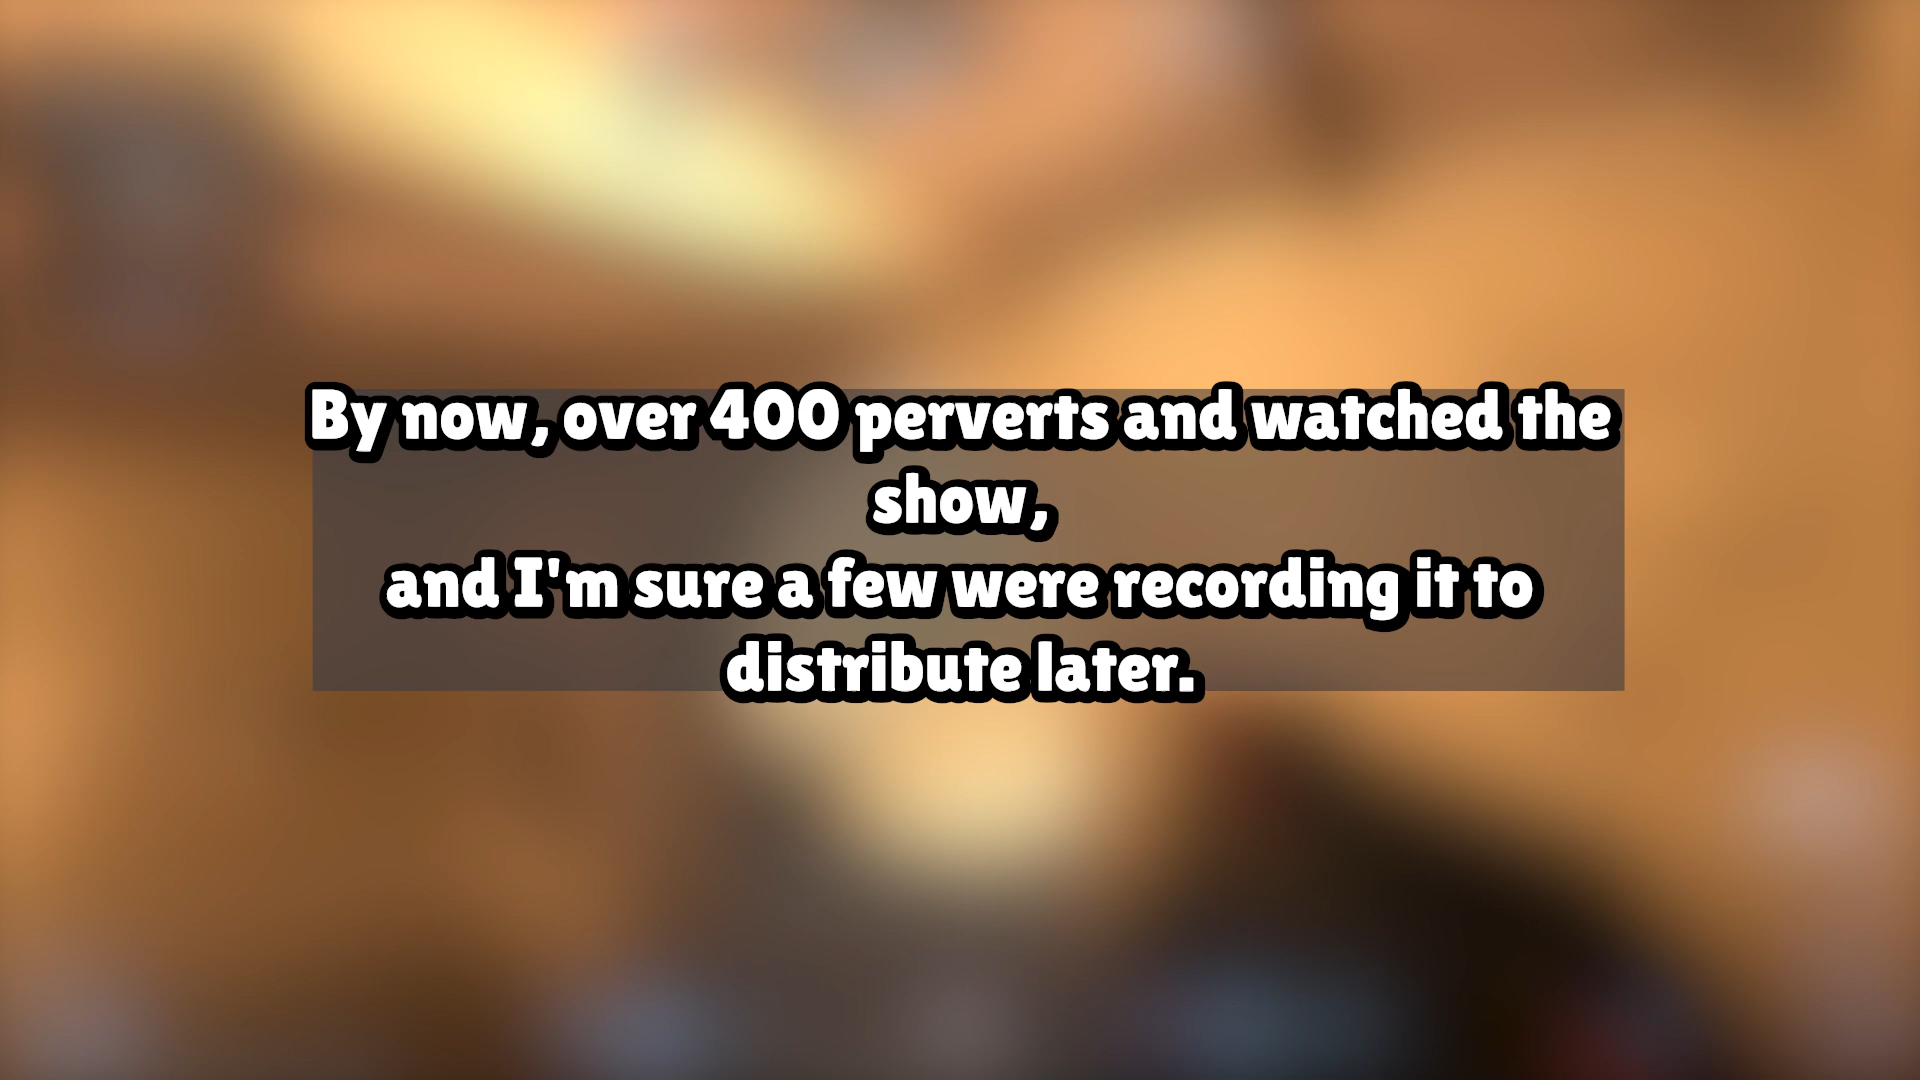 By now, over 400 perverts and watched the
show,
and I'm sure a few were recording it to
distribute later.